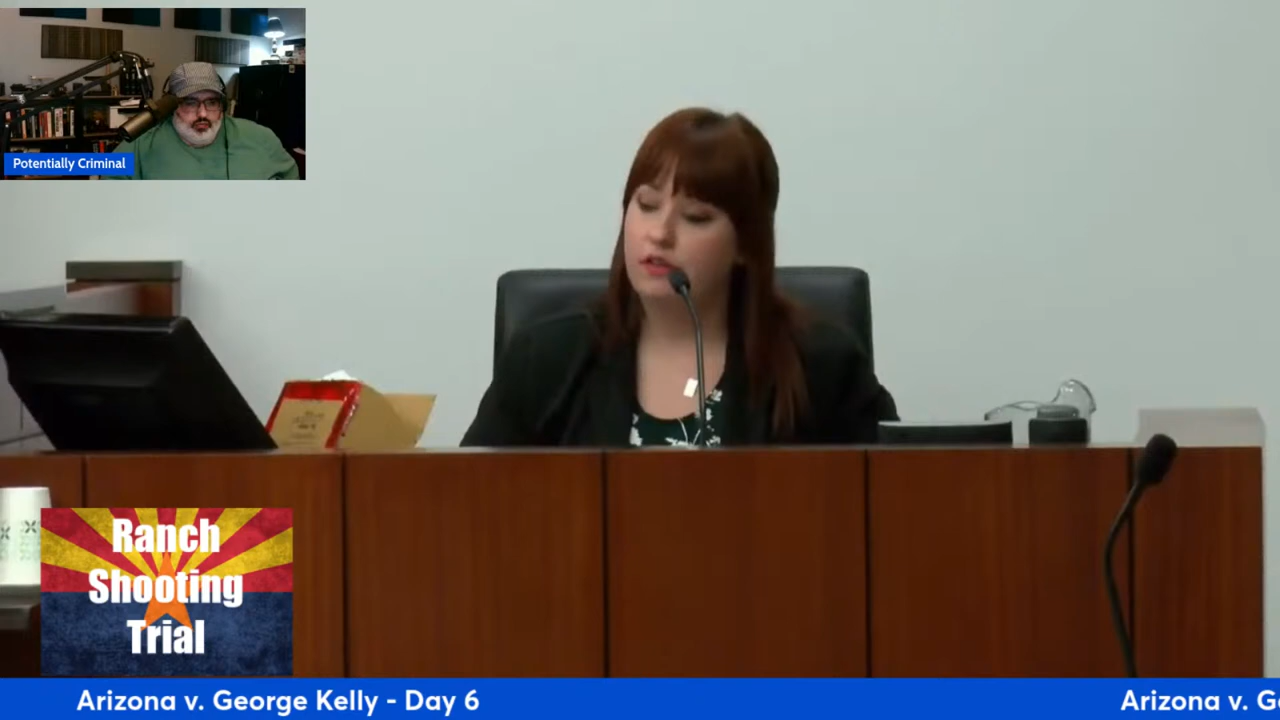 Potentially Criminal
Ranch
Shooting
Trial
Arizona v. George Kelly - Day 6
Arizona v. G